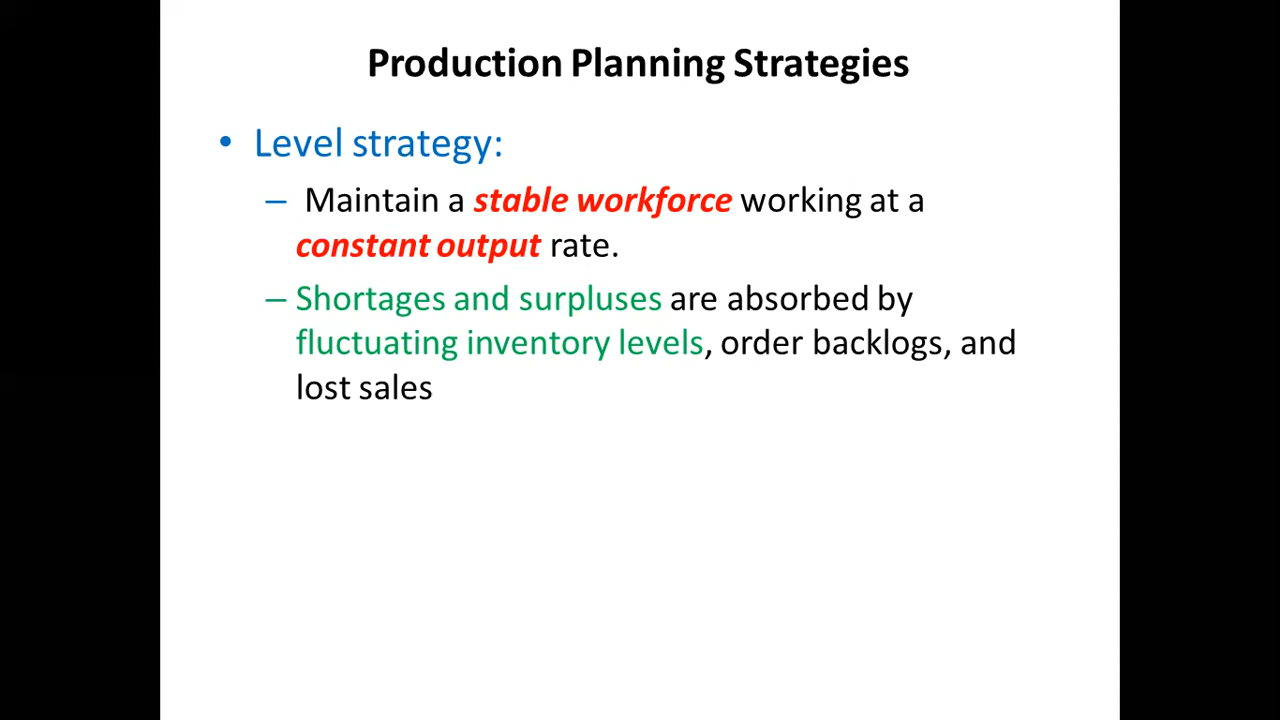 Production Planning Strategies
• Level strategy:
– Maintain a stable workforce working at a
constant output rate.
– Shortages and surpluses are absorbed by
fluctuating inventory levels, order backlogs, and
lost sales